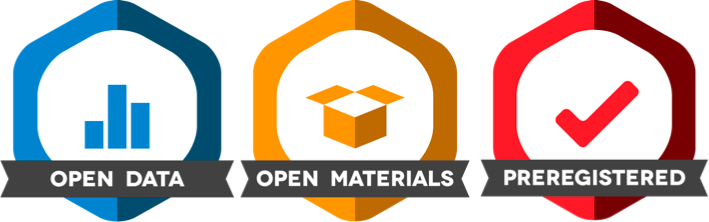 OPEN DATA
OPEN MATERIALS
PREREGISTERED